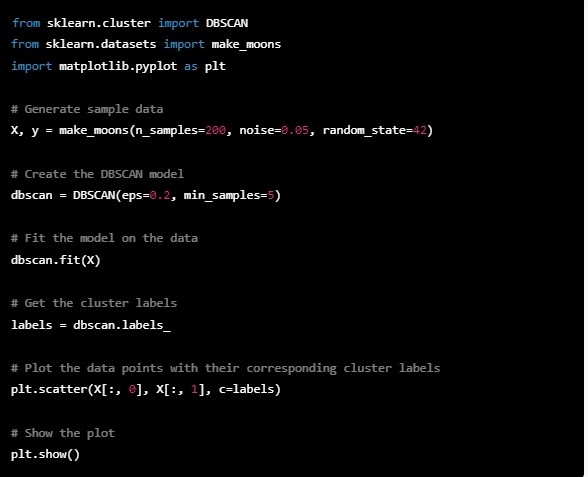 from sklearn.cluster import DBSCAN
from sklearn.datasets import make_moons
import matplotlib.pyplot as plt
# Generate sample data
X, y = make_moons(n_samples=200, noise=0.05, random_state=42)
# Create the DBSCAN model
dbscan = DBSCAN(eps=0.2, min_samples=5)
# Fit the model on the data
dbscan.fit(X)
# Get the cluster labels
labels = dbscan.labels_
# Plot the data points with their corresponding cluster labels
plt.scatter(X[:, 0], X[:, 1], c=labels)
# Show the plot
plt.show()